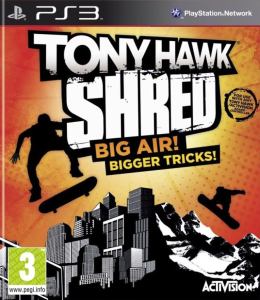 PS3
PlayStation®Network
TONY HAWK
SHRED
BIG AIR!
BIGGER TRICKS!
3
www.pegi.info
ACTIVISION